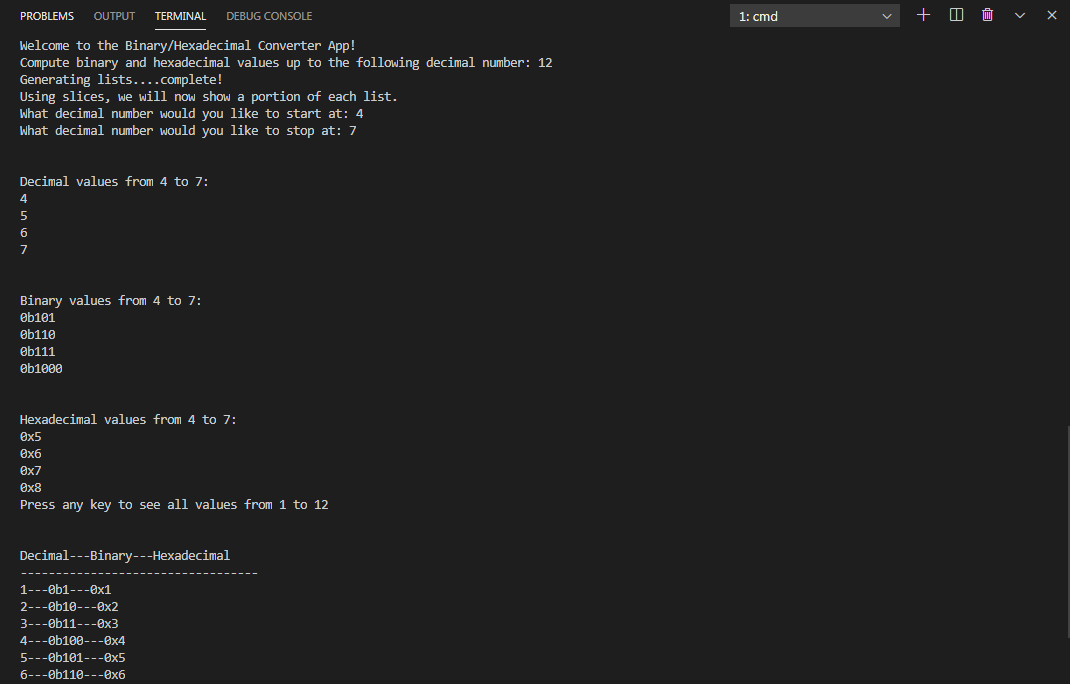 PROBLEMS OUTPUT TERMINAL DEBUG CONSOLE 1: cmd
Welcome to the Binary/Hexadecimal Converter App!
Compute binary and hexadecimal values up to the following decimal number: 12
Generating lists....complete!
Using slices, we will now show a portion of each list.
What decimal number would you like to start at: 4
What decimal number would you like to stop at: 7
Decimal values from 4 to 7:
4
5
6
7
Binary values from 4 to 7:
0b101
0b110
0b111
0b1000
Hexadecimal values from 4 to 7:
0x5
0x6
0x7
0x8
Press any key to see all values from 1 to 12
Decimal---Binary---Hexadecimal
----------------------------------
1---0b1---0x1
2---0b10---0x2
3---0b11---0x3
4---0b100---0x4
5---0b101---0x5
6---0b110---0x6